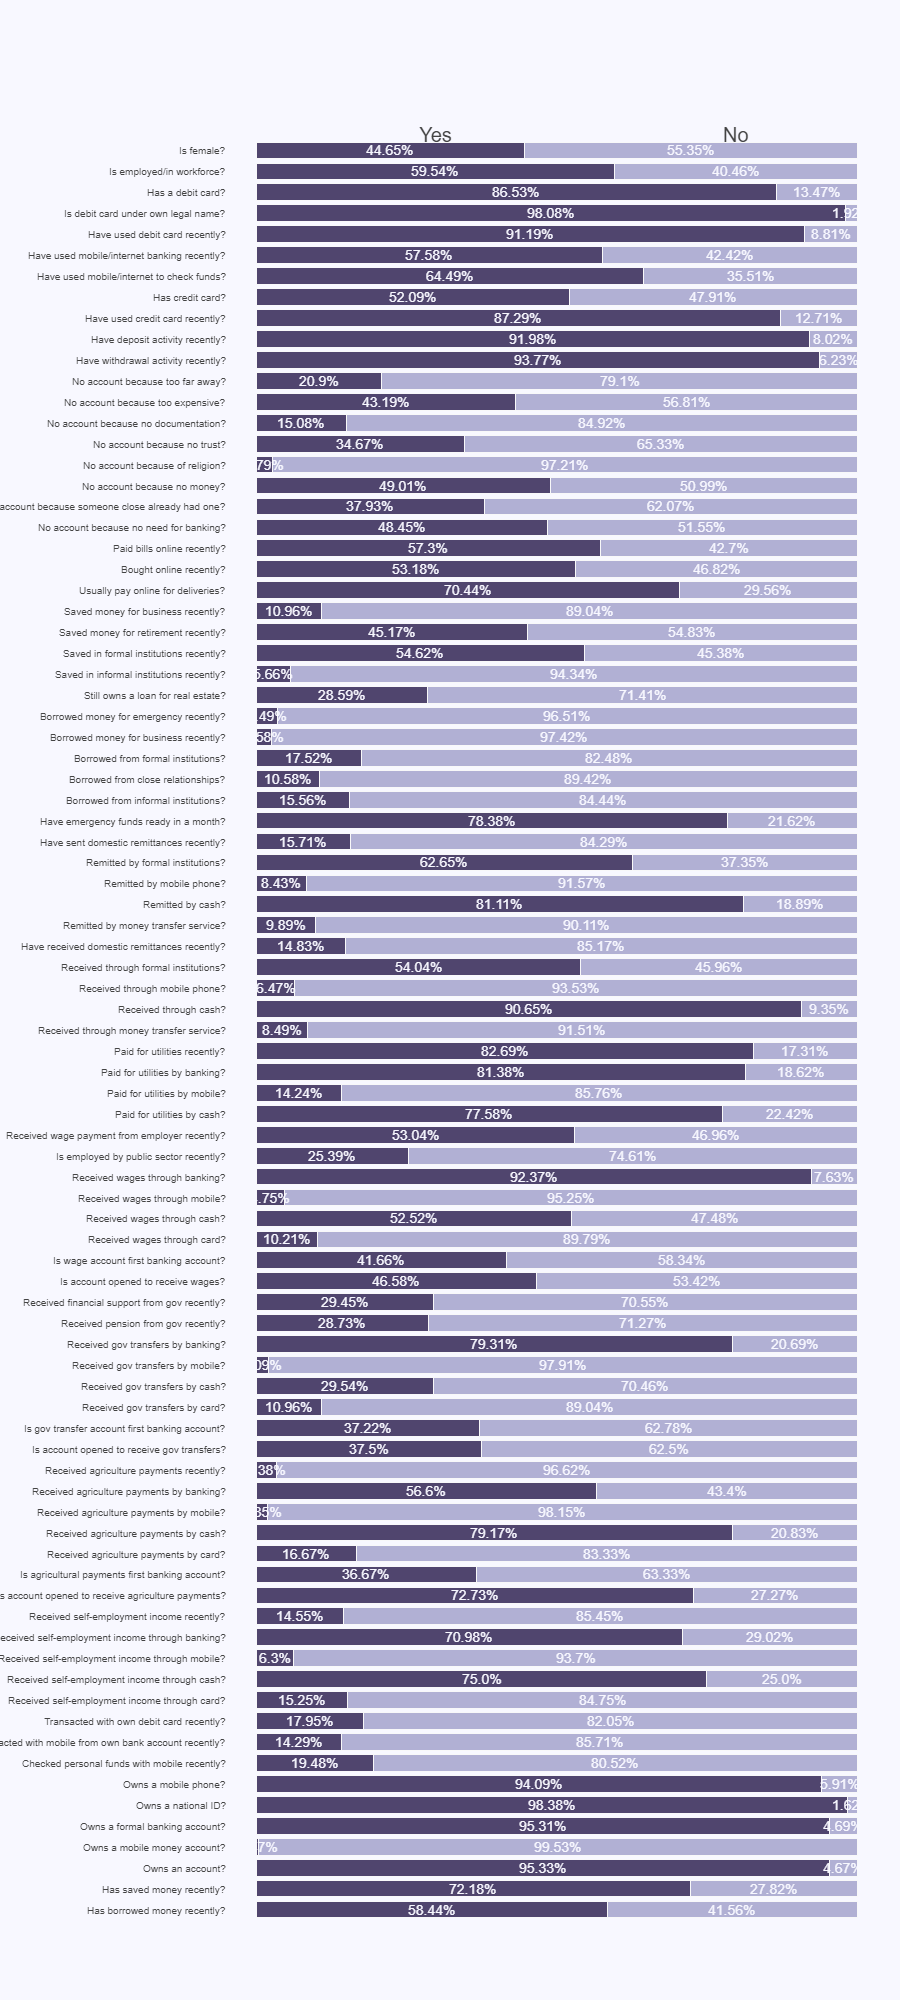 Yes No
Is female? 44.65% 55.35%
Is employed/in workforce? 59.54% 40.46%
Has a debit card? 86.53% 13.47%
Is debit card under own legal name? 98.08% 1.92
Have used debit card recently? 91.19% 8.81%
Have used mobile/internet banking recently? 57.58% 42.42%
Have used mobile/internet to check funds? 64.49% 35.51%
Has credit card? 52.09% 47.91%
Have used credit card recently? 87.29% 12.71%
Have deposit activity recently? 91.98% 8.02%
Have withdrawal activity recently? 93.77% 6.23%
No account because too far away? 20.9% 79.1%
No account because too expensive? 43.19% 56.81%
No account because no documentation? 15.08% 84.92%
No account because no trust? 34.67% 65.33%
No account because of religion? 79% 97.21%
No account because no money? 49.01% 50.99%
account because someone close already had one? 37.93% 62.07%
No account because no need for banking? 48.45% 51.55%
Paid bills online recently? 57.3% 42.7%
Bought online recently? 53.18% 46.82%
Usually pay online for deliveries? 70.44% 29.56%
Saved money for business recently? 10.96% 89.04%
Saved money for retirement recently? 45.17% 54.83%
Saved in formal institutions recently? 54.62% 45.38%
Saved in informal institutions recently? 5.66% 94.34%
Still owns a loan for real estate? 28.59% 71.41%
Borrowed money for emergency recently? .49% 96.51%
Borrowed money for business recently? 58% 97.42%
Borrowed from formal institutions? 17.52% 82.48%
Borrowed from close relationships? 10.58% 89.42%
Borrowed from informal institutions? 15.56% 84.44%
Have emergency funds ready in a month? 78.38% 21.62%
Have sent domestic remittances recently? 15.71% 84.29%
Remitted by formal institutions? 62.65% 37.35%
Remitted by mobile phone? 8.43% 91.57%
Remitted by cash? 81.11% 18.89%
Remitted by money transfer service? 9.89% 90.11%
Have received domestic remittances recently? 14.83% 85.17%
Received through formal institutions? 54.04% 45.96%
Received through mobile phone? 6.47% 93.53%
Received through cash? 90.65% 9.35%
Received through money transfer service? 8.49% 91.51%
Paid for utilities recently? 82.69% 17.31%
Paid for utilities by banking? 81.38% 18.62%
Paid for utilities by mobile? 14.24% 85.76%
Paid for utilities by cash? 77.58% 22.42%
Received wage payment from employer recently? 53.04% 46.96%
Is employed by public sector recently? 25.39% 74.61%
Received wages through banking? 92.37% 7.63%
Received wages through mobile? .75% 95.25%
Received wages through cash? 52.52% 47.48%
Received wages through card? 10.21% 89.79%
Is wage account first banking account? 41.66% 58.34%
Is account opened to receive wages? 46.58% 53.42%
Received financial support from gov recently? 29.45% 70.55%
Received pension from gov recently? 28.73% 71.27%
Received gov transfers by banking? 79.31% 20.69%
Received gov transfers by mobile? 09% 97.91%
Received gov transfers by cash? 29.54% 70.46%
Received gov transfers by card? 10.96% 89.04%
Is gov transfer account first banking account? 37.22% 62.78%
Is account opened to receive gov transfers? 37.5% 62.5%
Received agriculture payments recently? 38% 96.62%
Received agriculture payments by banking? 56.6% 43.4%
Received agriculture payments by mobile? 85% 98.15%
Received agriculture payments by cash? 79.17% 20.83%
Received agriculture payments by card? 16.67% 83.33%
Is agricultural payments first banking account? 36.67% 63.33%
s account opened to receive agriculture payments? 72.73% 27.27%
Received self-employment income recently? 14.55% 85.45%
eceived self-employment income through banking? 70.98% 29.02%
Received self-employment income through mobile? 6.3% 93.7%
Received self-employment income through cash? 75.0% 25.0%
Received self-employment income through card? 15.25% 84.75%
Transacted with own debit card recently? 17.95% 82.05%
acted with mobile from own bank account recently? 14.29% 85.71%
Checked personal funds with mobile recently? 19.48% 80.52%
Owns a mobile phone? 94.09% 5.91%
Owns a national ID? 98.38% 1.62
Owns a formal banking account? 95.31% 4.69%
Owns a mobile money account? 7% 99.53%
Owns an account? 95.33% 4.67%
Has saved money recently? 72.18% 27.82%
Has borrowed money recently? 58.44% 41.56%